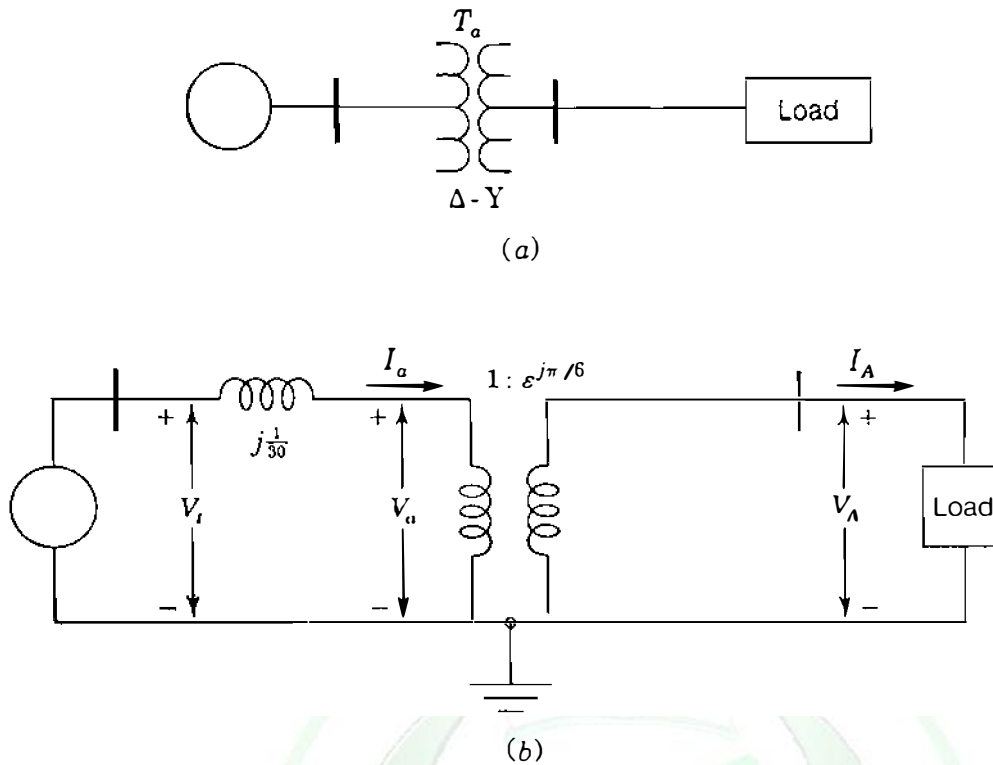 T_a
Load
Δ - Y
(a)
I_a
1 : ε^{jπ/6}
I_A
+ + +
j 1/30
V_t
V_a
V_A
Load
− − −
(b)